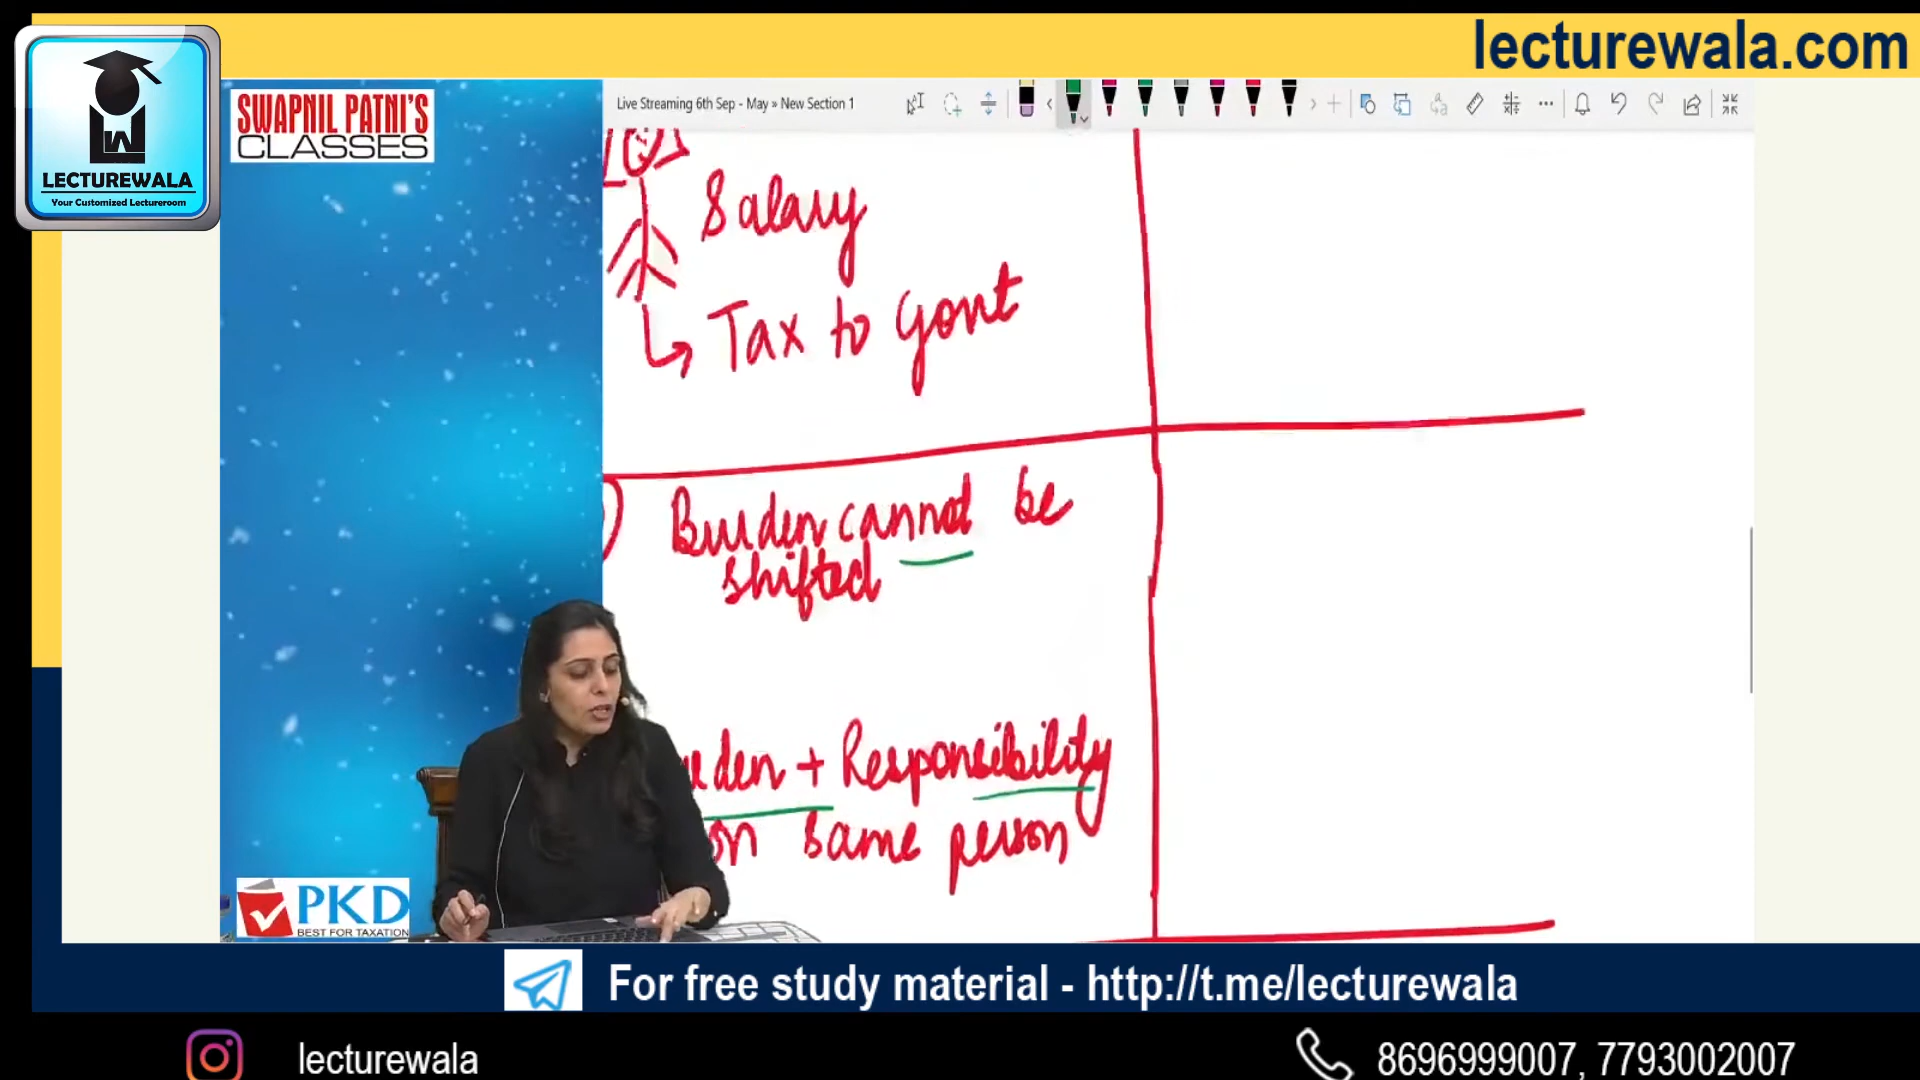 lecturewala.com
LW
LECTUREWALA
Your Customized Lectureroom
SWAPNIL PATNI'S
CLASSES
Live Streaming 6th Sep - May » New Section 1
Salary
Tax to Govt
Burden cannot be
shifted
den + Responsibility
on same person
PKD
BEST FOR TAXATION
For free study material - http://t.me/lecturewala
lecturewala
8696999007, 7793002007